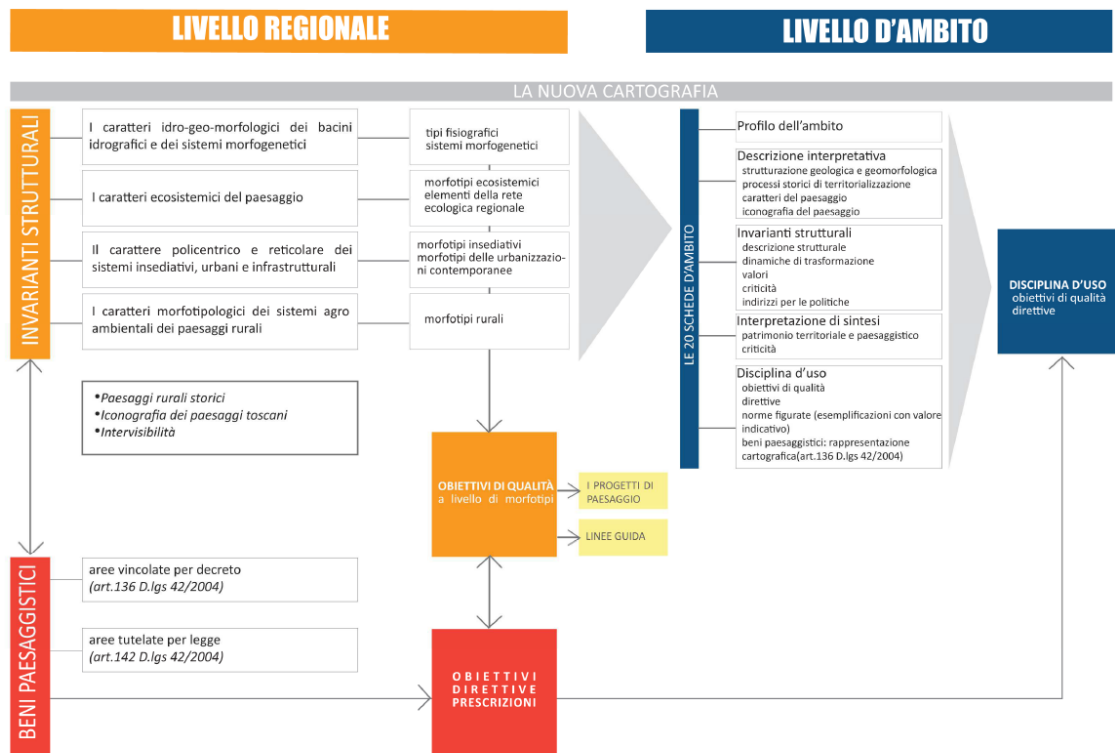 LIVELLO REGIONALE
LIVELLO D'AMBITO
LA NUOVA CARTOGRAFIA
INVARIANTI STRUTTURALI
I caratteri idro-geo-morfologici dei bacini
idrografici e dei sistemi morfogenetici
tipi fisiografici
sistemi morfogenetici
I caratteri ecosistemici del paesaggio
morfotipi ecosistemici
elementi della rete
ecologica regionale
Il carattere policentrico e reticolare dei
sistemi insediativi, urbani e infrastrutturali
morfotipi insediativi
morfotipi delle urbanizzazio-
ni contemporanee
I caratteri morfotipologici dei sistemi agro
ambientali dei paesaggi rurali
morfotipi rurali
•Paesaggi rurali storici
•Iconografia dei paesaggi toscani
•Intervisibilità
OBIETTIVI DI QUALITÀ
a livello di morfotipi
I PROGETTI DI
PAESAGGIO
LINEE GUIDA
BENI PAESAGGISTICI
aree vincolate per decreto
(art.136 D.lgs 42/2004)
aree tutelate per legge
(art.142 D.lgs 42/2004)
OBIETTIVI
DIRETTIVE
PRESCRIZIONI
LE 20 SCHEDE D'AMBITO
Profilo dell'ambito
Descrizione interpretativa
strutturazione geologica e geomorfologica
processi storici di territorializzazione
caratteri del paesaggio
iconografia del paesaggio
Invarianti strutturali
descrizione strutturale
dinamiche di trasformazione
valori
criticità
indirizzi per le politiche
Interpretazione di sintesi
patrimonio territoriale e paesaggistico
criticità
Disciplina d'uso
obiettivi di qualità
direttive
norme figurate (esemplificazioni con valore
indicativo)
beni paesaggistici: rappresentazione
cartografica(art.136 D.lgs 42/2004)
DISCIPLINA D'USO
obiettivi di qualità
direttive